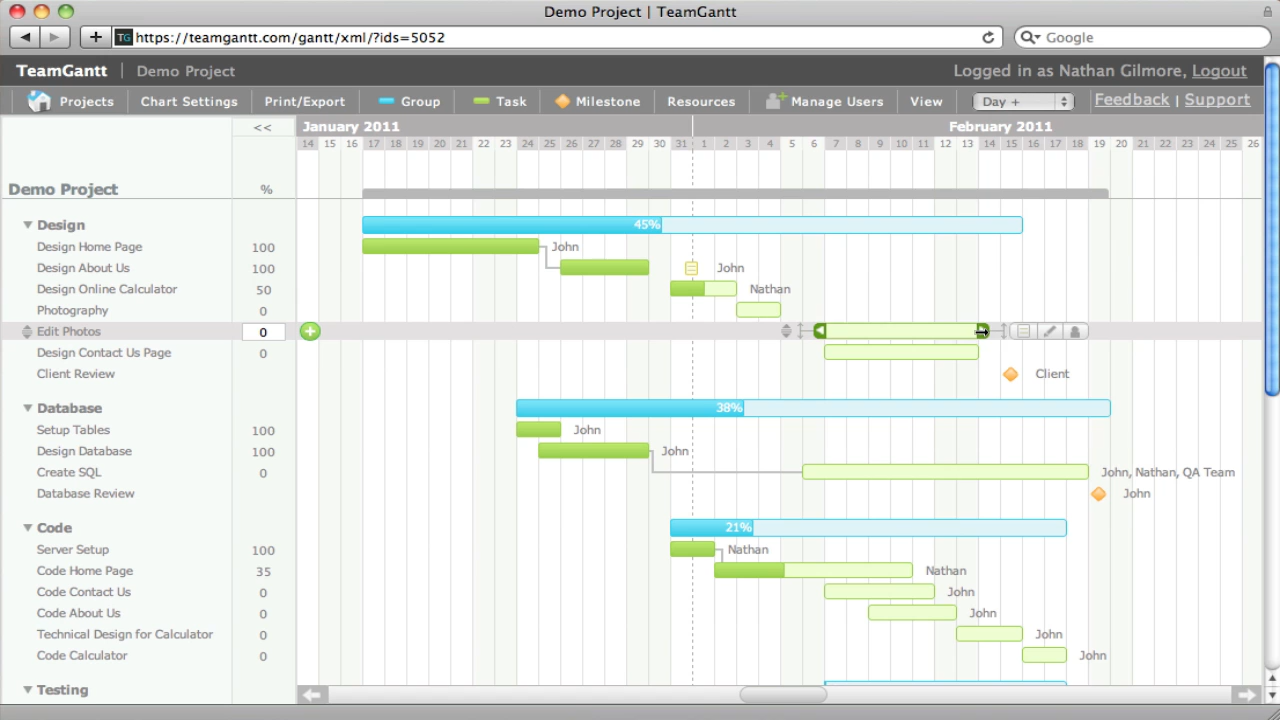 Demo Project | TeamGantt
TG https://teamgantt.com/gantt/xml/?ids=5052 Google
TeamGantt | Demo Project Logged in as Nathan Gilmore, Logout
Projects Chart Settings Print/Export Group Task Milestone Resources Manage Users View Day + Feedback | Support
<< January 2011 February 2011
14 15 16 17 18 19 20 21 22 23 24 25 26 27 28 29 30 31 1 2 3 4 5 6 7 8 9 10 11 12 13 14 15 16 17 18 19 20 21 22 23 24 25 26
Demo Project %
Design 45%
Design Home Page 100 John
Design About Us 100 John
Design Online Calculator 50 Nathan
Photography 0
Edit Photos 0
Design Contact Us Page 0
Client Review Client
Database 38%
Setup Tables 100 John
Design Database 100 John
Create SQL 0 John, Nathan, QA Team
Database Review John
Code 21%
Server Setup 100 Nathan
Code Home Page 35 Nathan
Code Contact Us 0 John
Code About Us 0 John
Technical Design for Calculator 0 John
Code Calculator 0 John
Testing